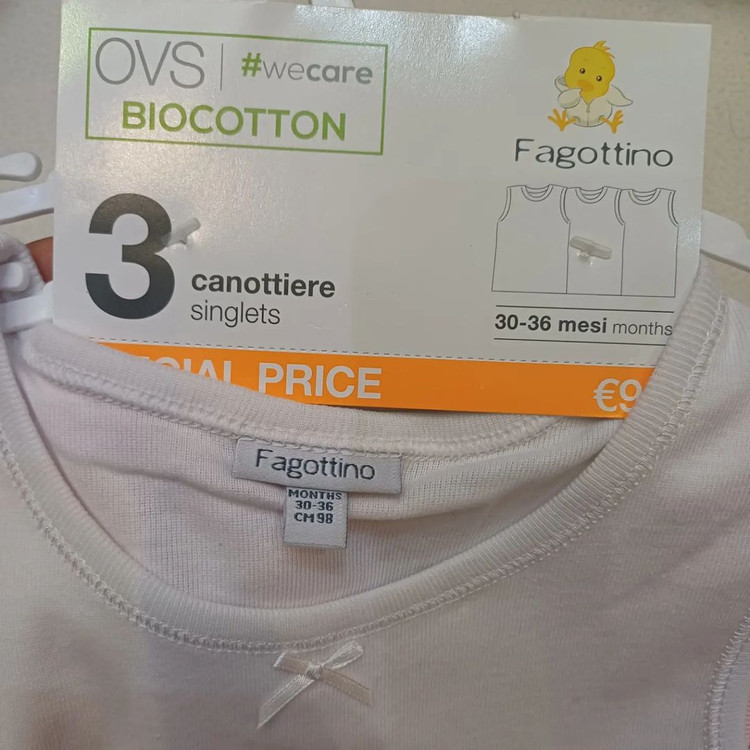 OVS | #wecare
BIOCOTTON
Fagottino
3
canottiere
singlets
30-36 mesi months
PRICE
€9
Fagottino
MONTHS
30-36
CM 98